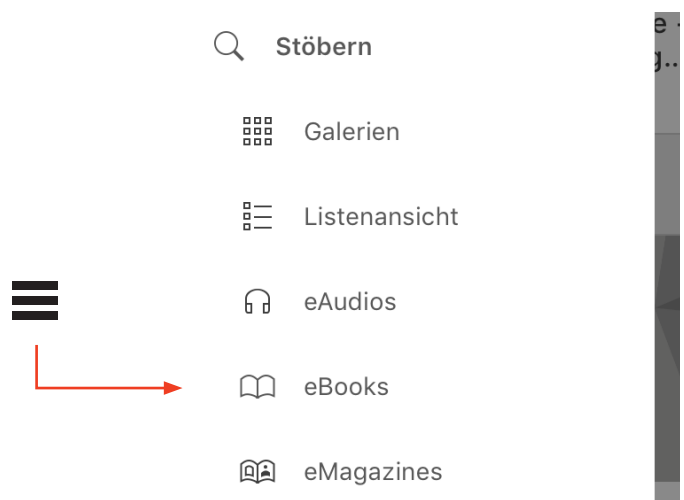 Stöbern
Galerien
Listenansicht
eAudios
eBooks
eMagazines